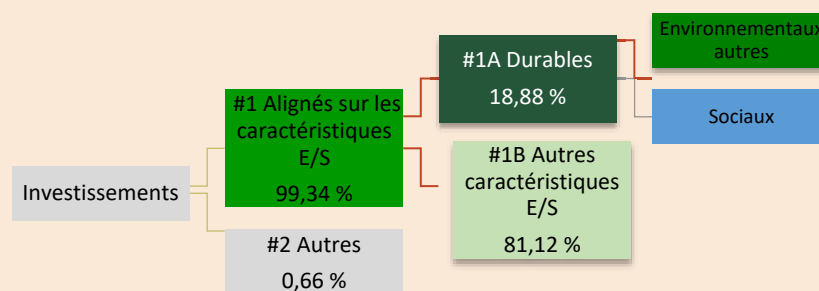 Investissements
#1 Alignés sur les
caractéristiques
E/S
99,34 %
#2 Autres
0,66 %
#1A Durables
18,88 %
#1B Autres
caractéristiques
E/S
81,12 %
Environnementaux
autres
Sociaux